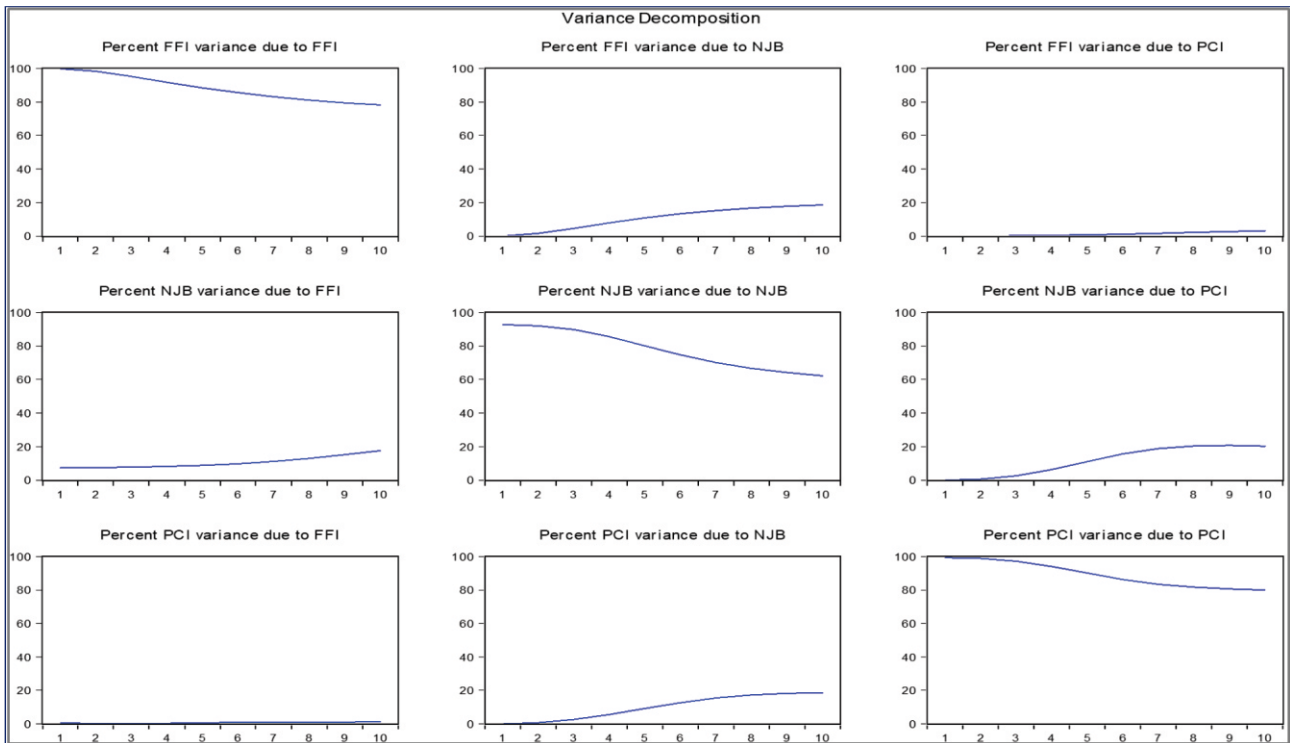 Variance Decomposition
Percent FFI variance due to FFI
100
80
60
40
20
0
1 2 3 4 5 6 7 8 9 10
Percent FFI variance due to NJB
100
80
60
40
20
0
1 2 3 4 5 6 7 8 9 10
Percent FFI variance due to PCI
100
80
60
40
20
0
1 2 3 4 5 6 7 8 9 10
Percent NJB variance due to FFI
100
80
60
40
20
0
1 2 3 4 5 6 7 8 9 10
Percent NJB variance due to NJB
100
80
60
40
20
0
1 2 3 4 5 6 7 8 9 10
Percent NJB variance due to PCI
100
80
60
40
20
0
1 2 3 4 5 6 7 8 9 10
Percent PCI variance due to FFI
100
80
60
40
20
0
1 2 3 4 5 6 7 8 9 10
Percent PCI variance due to NJB
100
80
60
40
20
0
1 2 3 4 5 6 7 8 9 10
Percent PCI variance due to PCI
100
80
60
40
20
0
1 2 3 4 5 6 7 8 9 10